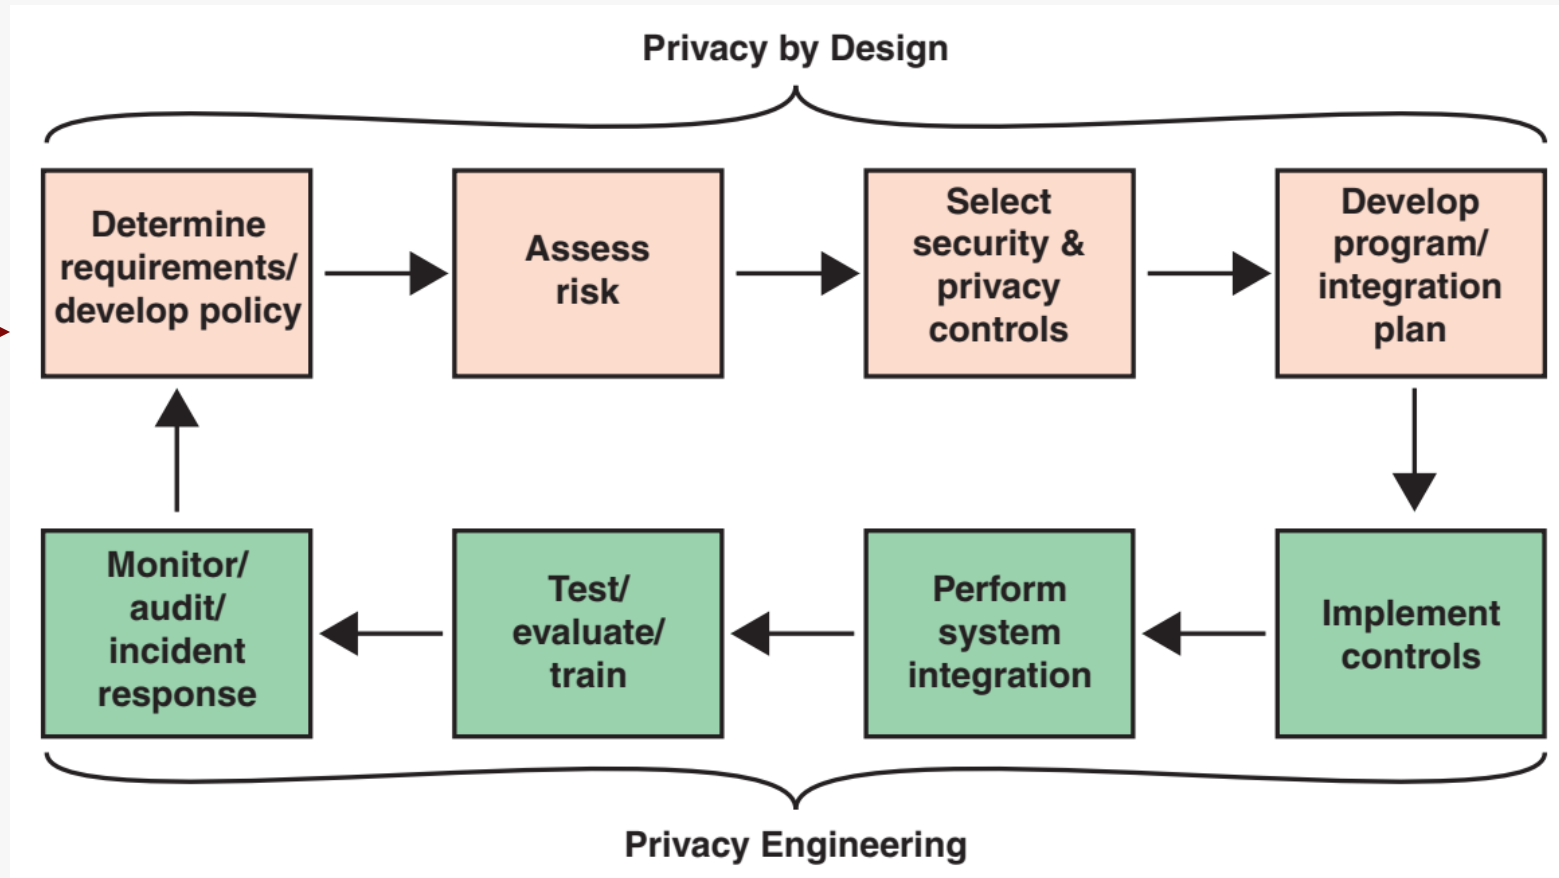 Privacy by Design
Determine
requirements/
develop policy
Assess
risk
Select
security &
privacy
controls
Develop
program/
integration
plan
Monitor/
audit/
incident
response
Test/
evaluate/
train
Perform
system
integration
Implement
controls
Privacy Engineering